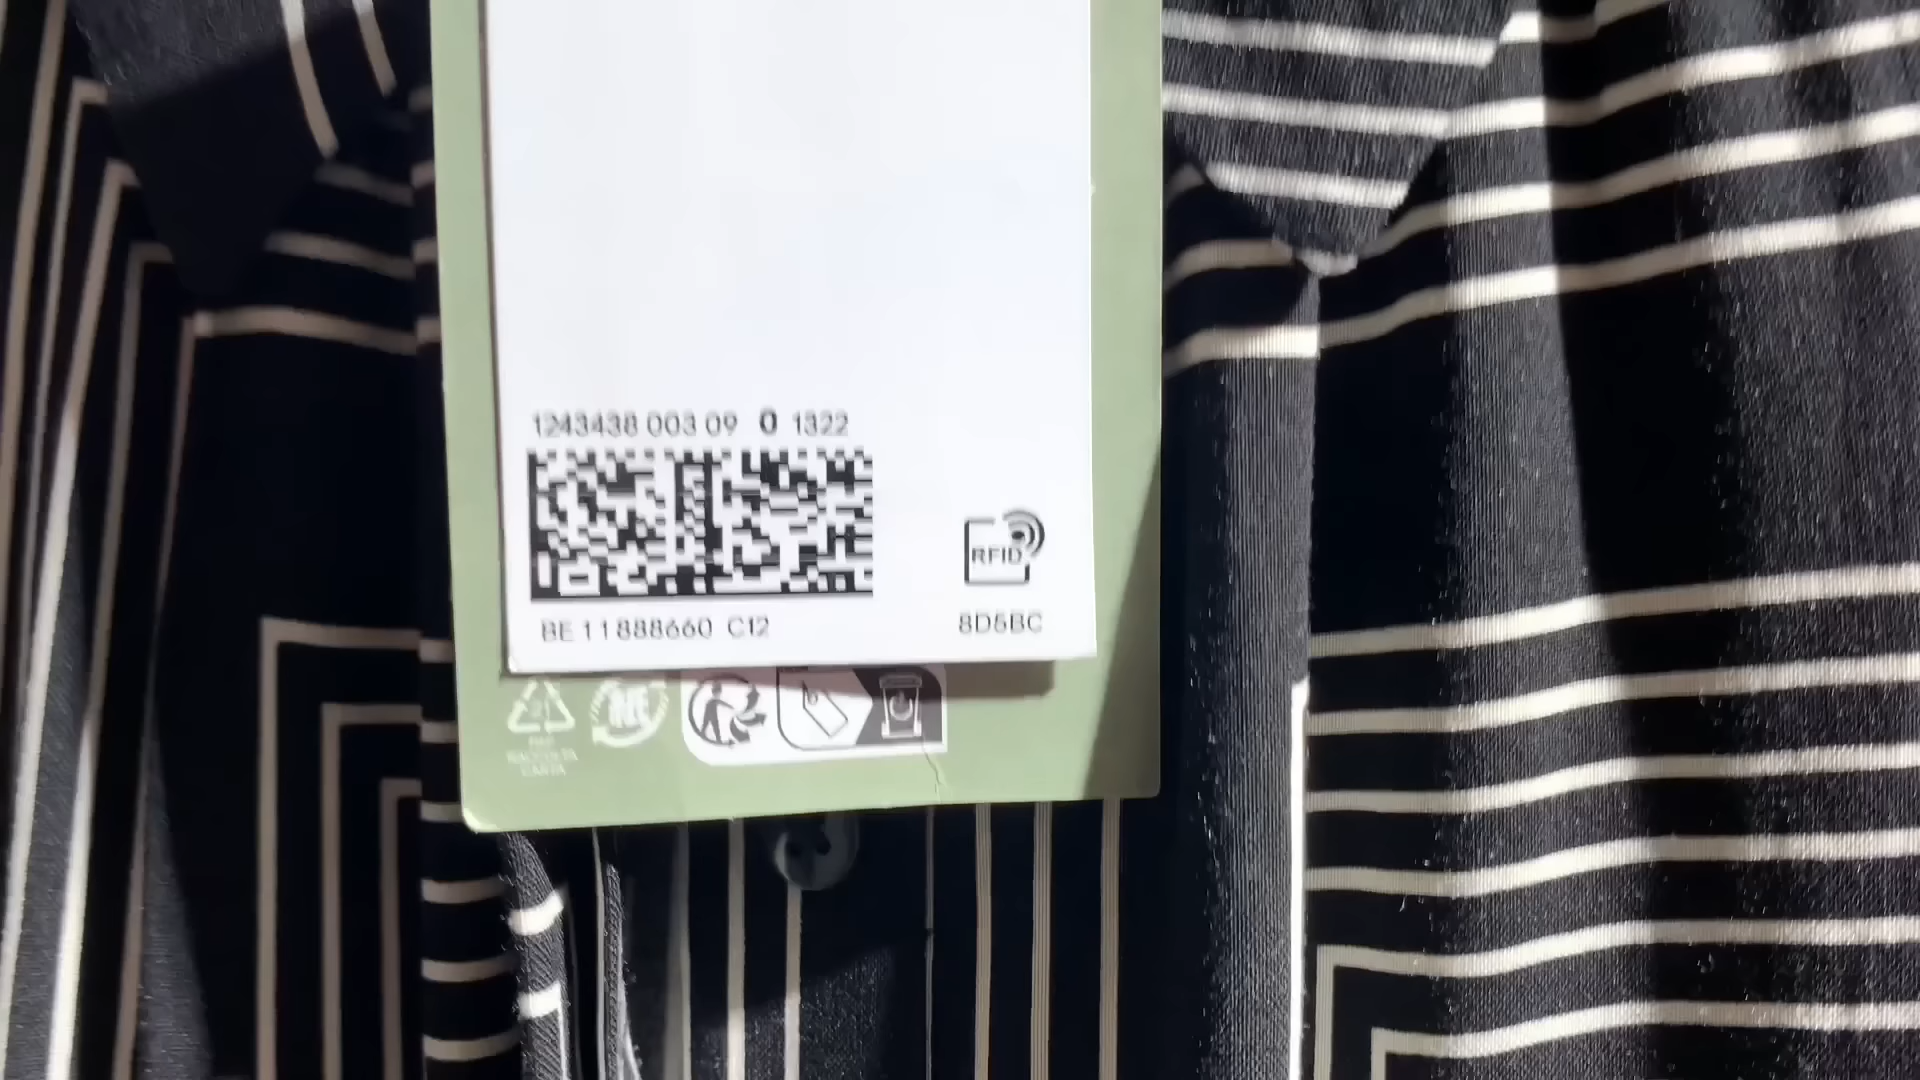 1243438 003 09 0 1322
RFID
BE 11888660 C12
8D5BC
PAP
RACCOLTA
CARTA